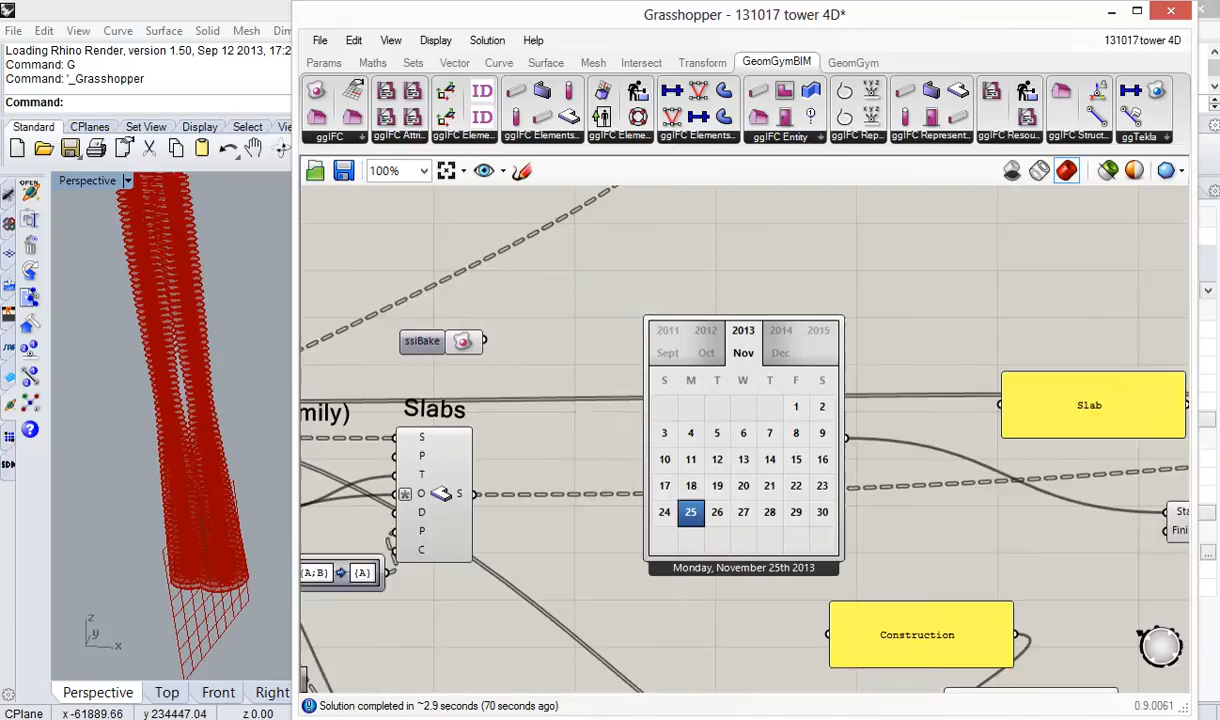 Grasshopper - 131017 tower 4D*
File Edit View Curve Surface Solid Mesh Dim
File Edit View Display Solution Help
131017 tower 4D
Loading Rhino Render, version 1.50, Sep 12 2013, 17:2
Command: G
Command: '_Grasshopper
Command:
Params Maths Sets Vector Curve Surface Mesh Intersect Transform GeomGymBIM GeomGym
ID
ID
ggIFC ggIFC Attri.. ggIFC Eleme.. ggIFC Elements.. ggIFC Eleme.. ggIFC Elements.. ggIFC Entity ggIFC Rep.. ggIFC Represent.. ggIFC Resou.. ggIFC Struct.. ggTekla
Standard CPlanes Set View Display Select Vi
100%
Perspective
OPEN
ssiBake
mily)
Slabs
S
P
T
O S
D
P
C
{A;B} {A}
2011 2012 2013 2014 2015
Sept Oct Nov Dec
S M T W T F S
1 2
3 4 5 6 7 8 9
10 11 12 13 14 15 16
17 18 19 20 21 22 23
24 25 26 27 28 29 30
Monday, November 25th 2013
Slab
Sta
Fini
Construction
z
y
x
Perspective Top Front Right
CPlane x -61889.66 y 234447.04 z 0.00
Solution completed in ~2.9 seconds (70 seconds ago)
0.9.0061